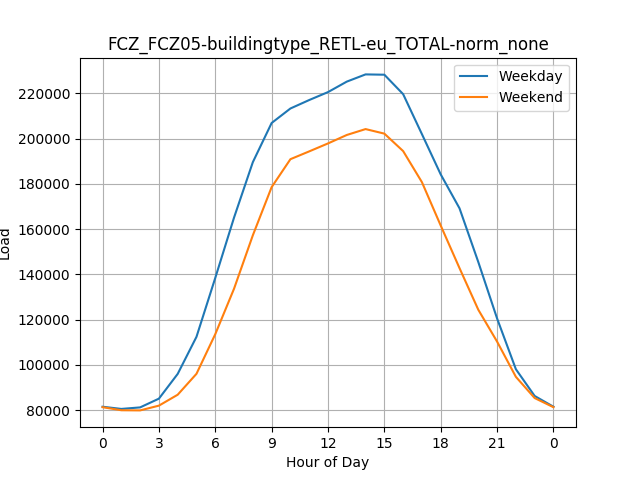 FCZ_FCZ05-buildingtype_RETL-eu_TOTAL-norm_none
Weekday
Weekend
220000
200000
180000
160000
140000
120000
100000
80000
Load
0 3 6 9 12 15 18 21 0
Hour of Day